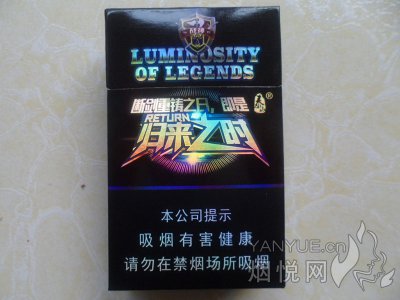 战神
LUMINOSITY
OF LEGENDS
断剑重铸之日,即是
RETURN
归来之时
本公司提示
吸烟有害健康
请勿在禁烟场所吸烟
YANYUE.cn
烟悦网